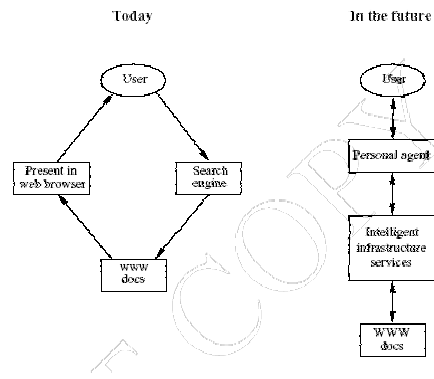 Today
In the future
User
User
Present in
web browser
Search
engine
Personal agent
WWW
docs
Intelligent
infrastructure
services
WWW
docs
COPY